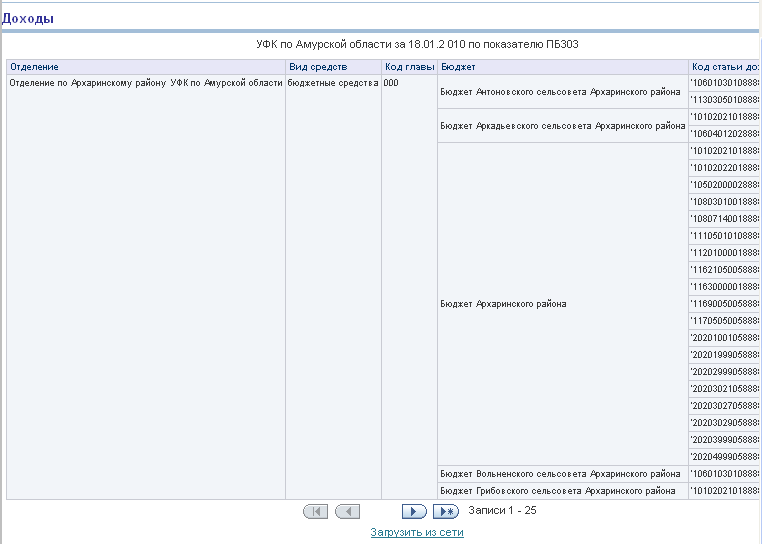 Доходы
УФК по Амурской области за 18.01.2010 по показателю ПБ303
Отделение Вид средств Код главы Бюджет Код статьи дох
Отделение по Архаринскому району УФК по Амурской области бюджетные средства 000
Бюджет Антоновского сельсовета Архаринского района
'1060103010888
'1130305010888
Бюджет Аркадьевского сельсовета Архаринского района
'1010202101888
'1060401202888
Бюджет Архаринского района
'1010202101888
'1010202201888
'1050200002888
'1080301001888
'1080714001888
'1110501010888
'1120100001888
'1162105005888
'1163000001888
'1169005005888
'1170505005888
'2020100105888
'2020199905888
'2020299905888
'2020302105888
'2020302705888
'2020302905888
'2020399905888
'2020499905888
Бюджет Вольненского сельсовета Архаринского района '1060103010888
Бюджет Грибовского сельсовета Архаринского района '1010202101888
Записи 1 - 25
Загрузить из сети